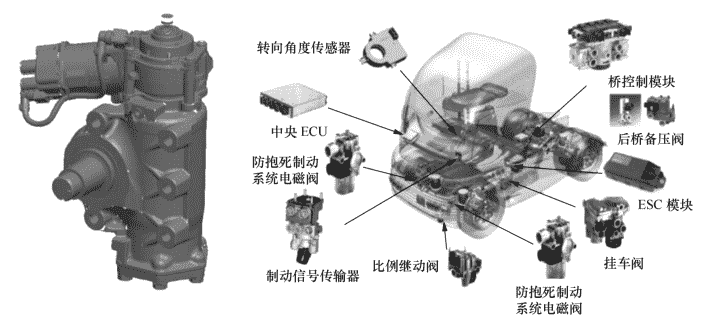 转向角度传感器
桥控制模块
中央 ECU
后桥备压阀
防抱死制动
系统电磁阀
ESC 模块
制动信号传输器
比例继动阀
挂车阀
防抱死制动
系统电磁阀